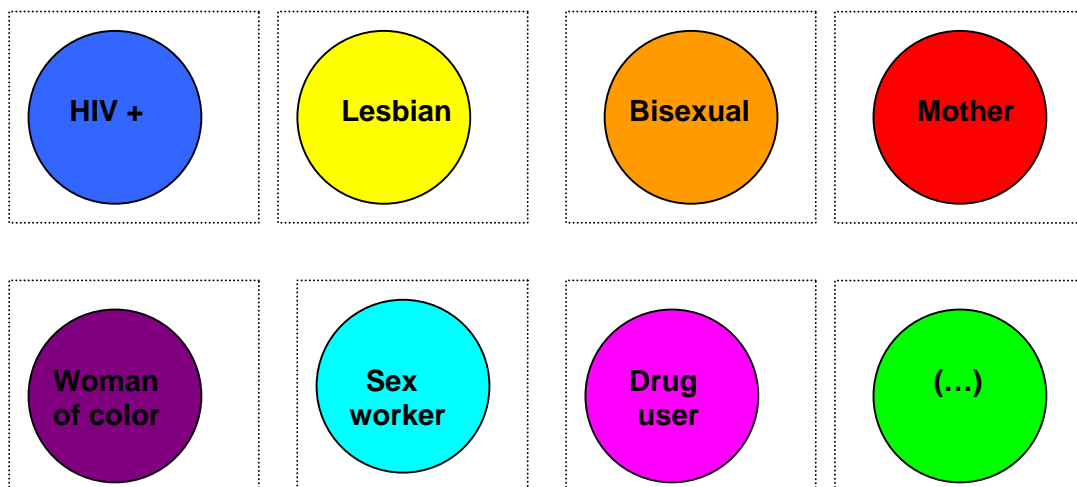 HIV +
Lesbian
Bisexual
Mother
Woman
of color
Sex
worker
Drug
user
(…)